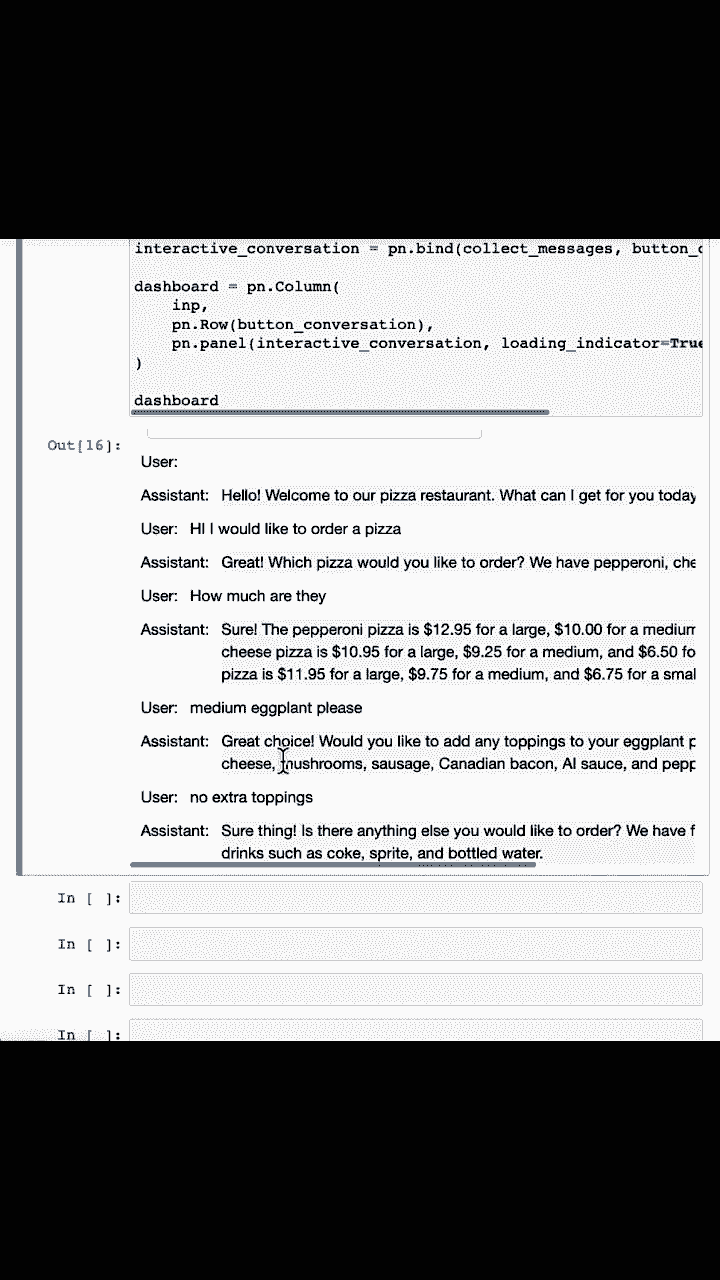 interactive_conversation = pn.bind(collect_messages, button_c
dashboard = pn.Column(
inp,
pn.Row(button_conversation),
pn.panel(interactive_conversation, loading_indicator=True
)
dashboard
Out[16]:
User:
Assistant: Hello! Welcome to our pizza restaurant. What can I get for you today
User: HI I would like to order a pizza
Assistant: Great! Which pizza would you like to order? We have pepperoni, che
User: How much are they
Assistant: Sure! The pepperoni pizza is $12.95 for a large, $10.00 for a medium
cheese pizza is $10.95 for a large, $9.25 for a medium, and $6.50 fo
pizza is $11.95 for a large, $9.75 for a medium, and $6.75 for a smal
User: medium eggplant please
Assistant: Great choice! Would you like to add any toppings to your eggplant p
cheese, mushrooms, sausage, Canadian bacon, AI sauce, and pepp
User: no extra toppings
Assistant: Sure thing! Is there anything else you would like to order? We have f
drinks such as coke, sprite, and bottled water.
In [ ]:
In [ ]:
In [ ]:
In [ ]: